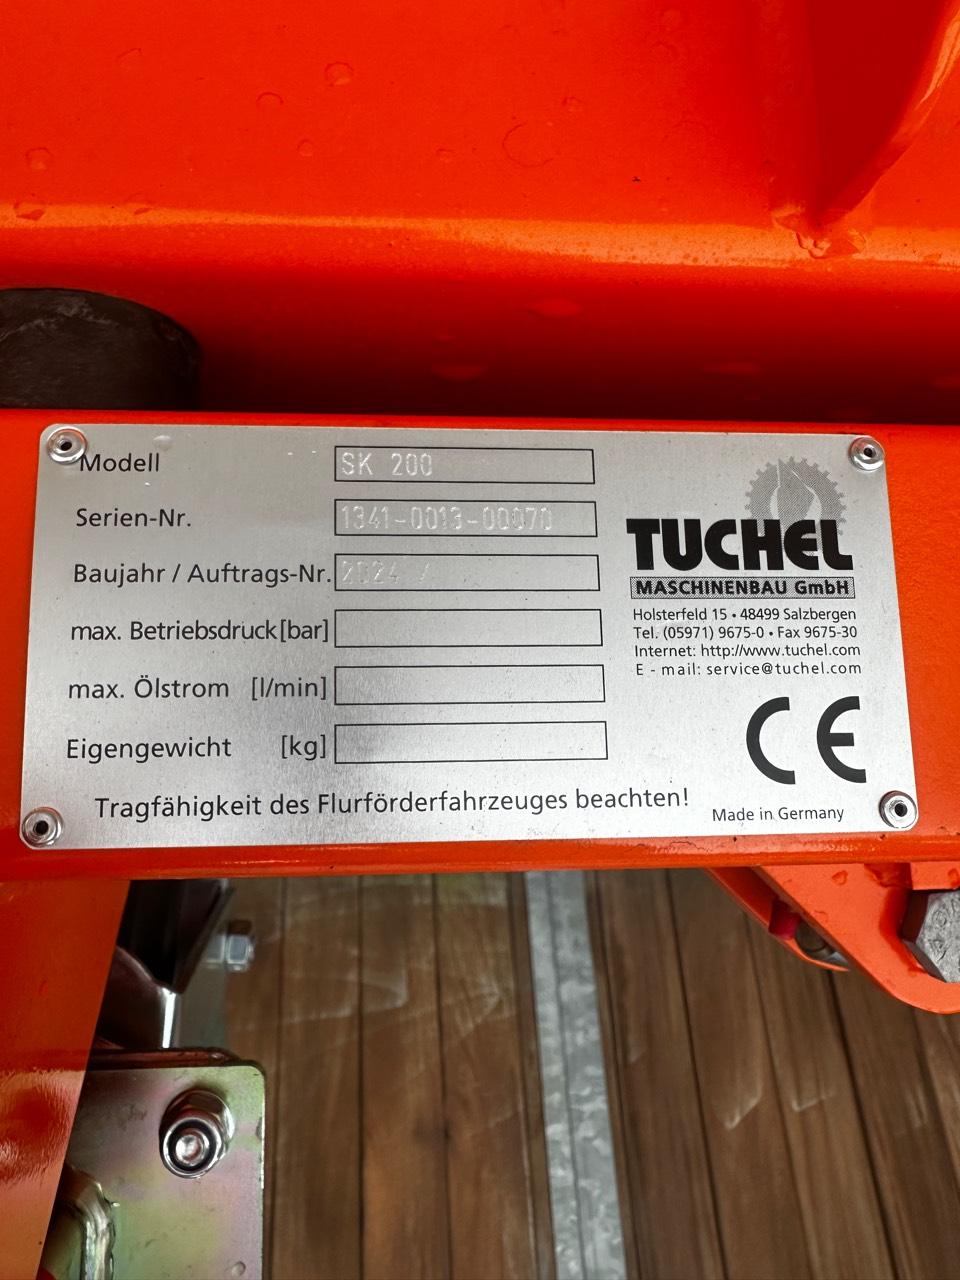 Modell SK 200
Serien-Nr. 1341-0013-00070
Baujahr / Auftrags-Nr. 2024 /
max. Betriebsdruck [bar]
max. Ölstrom [l/min]
Eigengewicht [kg]
Tragfähigkeit des Flurförderfahrzeuges beachten!
TUCHEL
MASCHINENBAU GmbH
Holsterfeld 15 • 48499 Salzbergen
Tel. (05971) 9675-0 • Fax 9675-30
Internet: http://www.tuchel.com
E - mail: service@tuchel.com
CE
Made in Germany